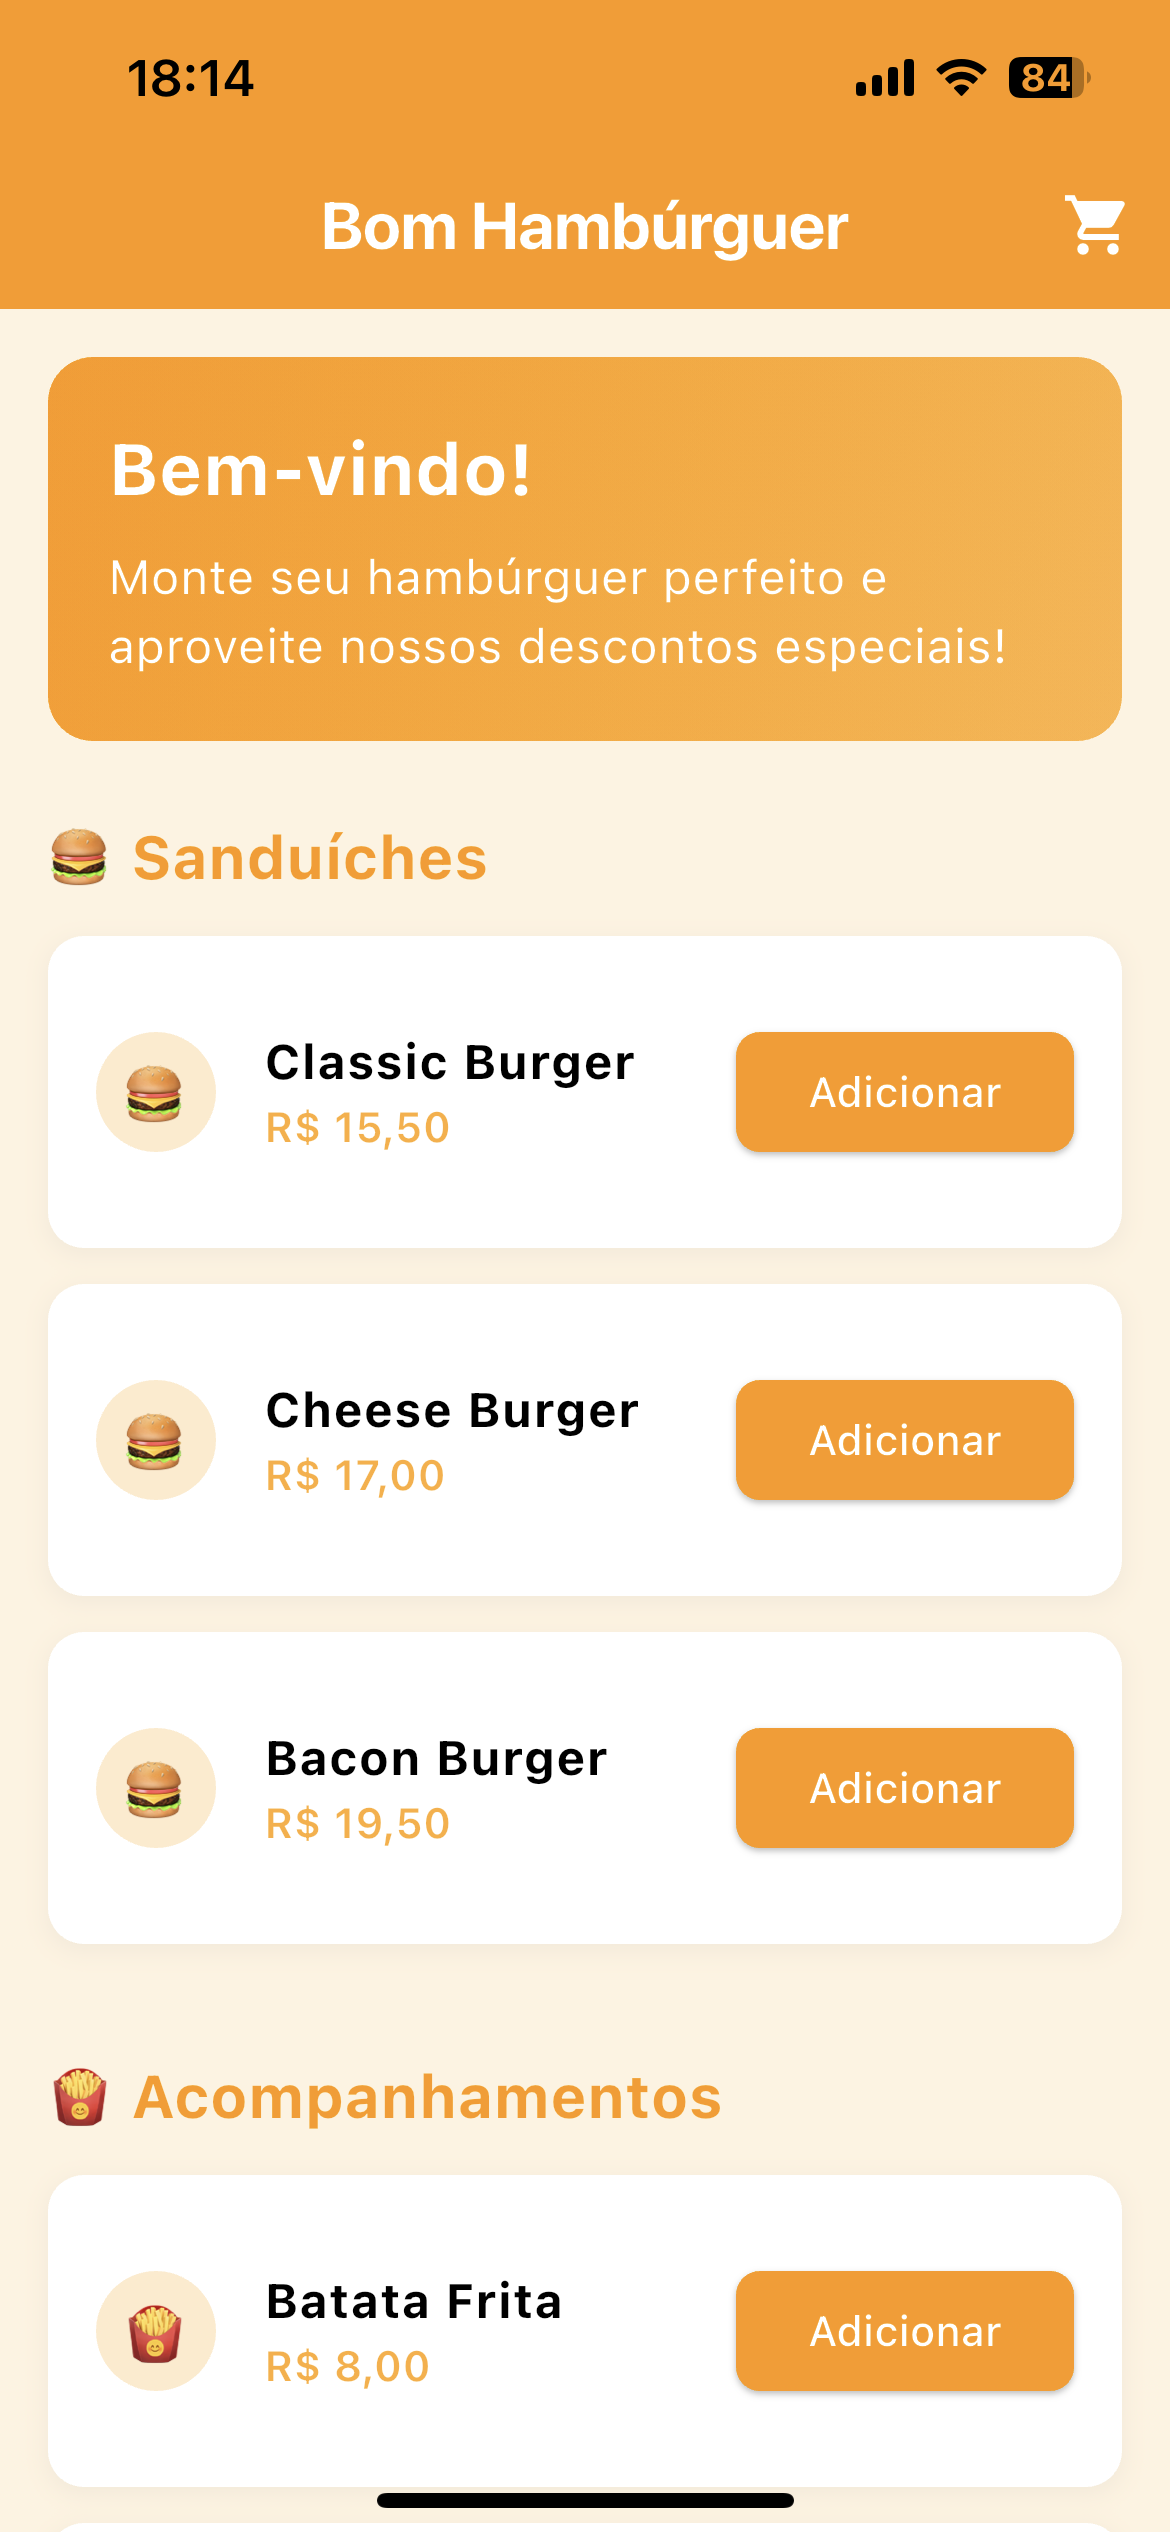 18:14
84
Bom Hambúrguer
Bem-vindo!
Monte seu hambúrguer perfeito e
aproveite nossos descontos especiais!
🍔 Sanduíches
Classic Burger
R$ 15,50
Adicionar
Cheese Burger
R$ 17,00
Adicionar
Bacon Burger
R$ 19,50
Adicionar
🍟 Acompanhamentos
Batata Frita
R$ 8,00
Adicionar